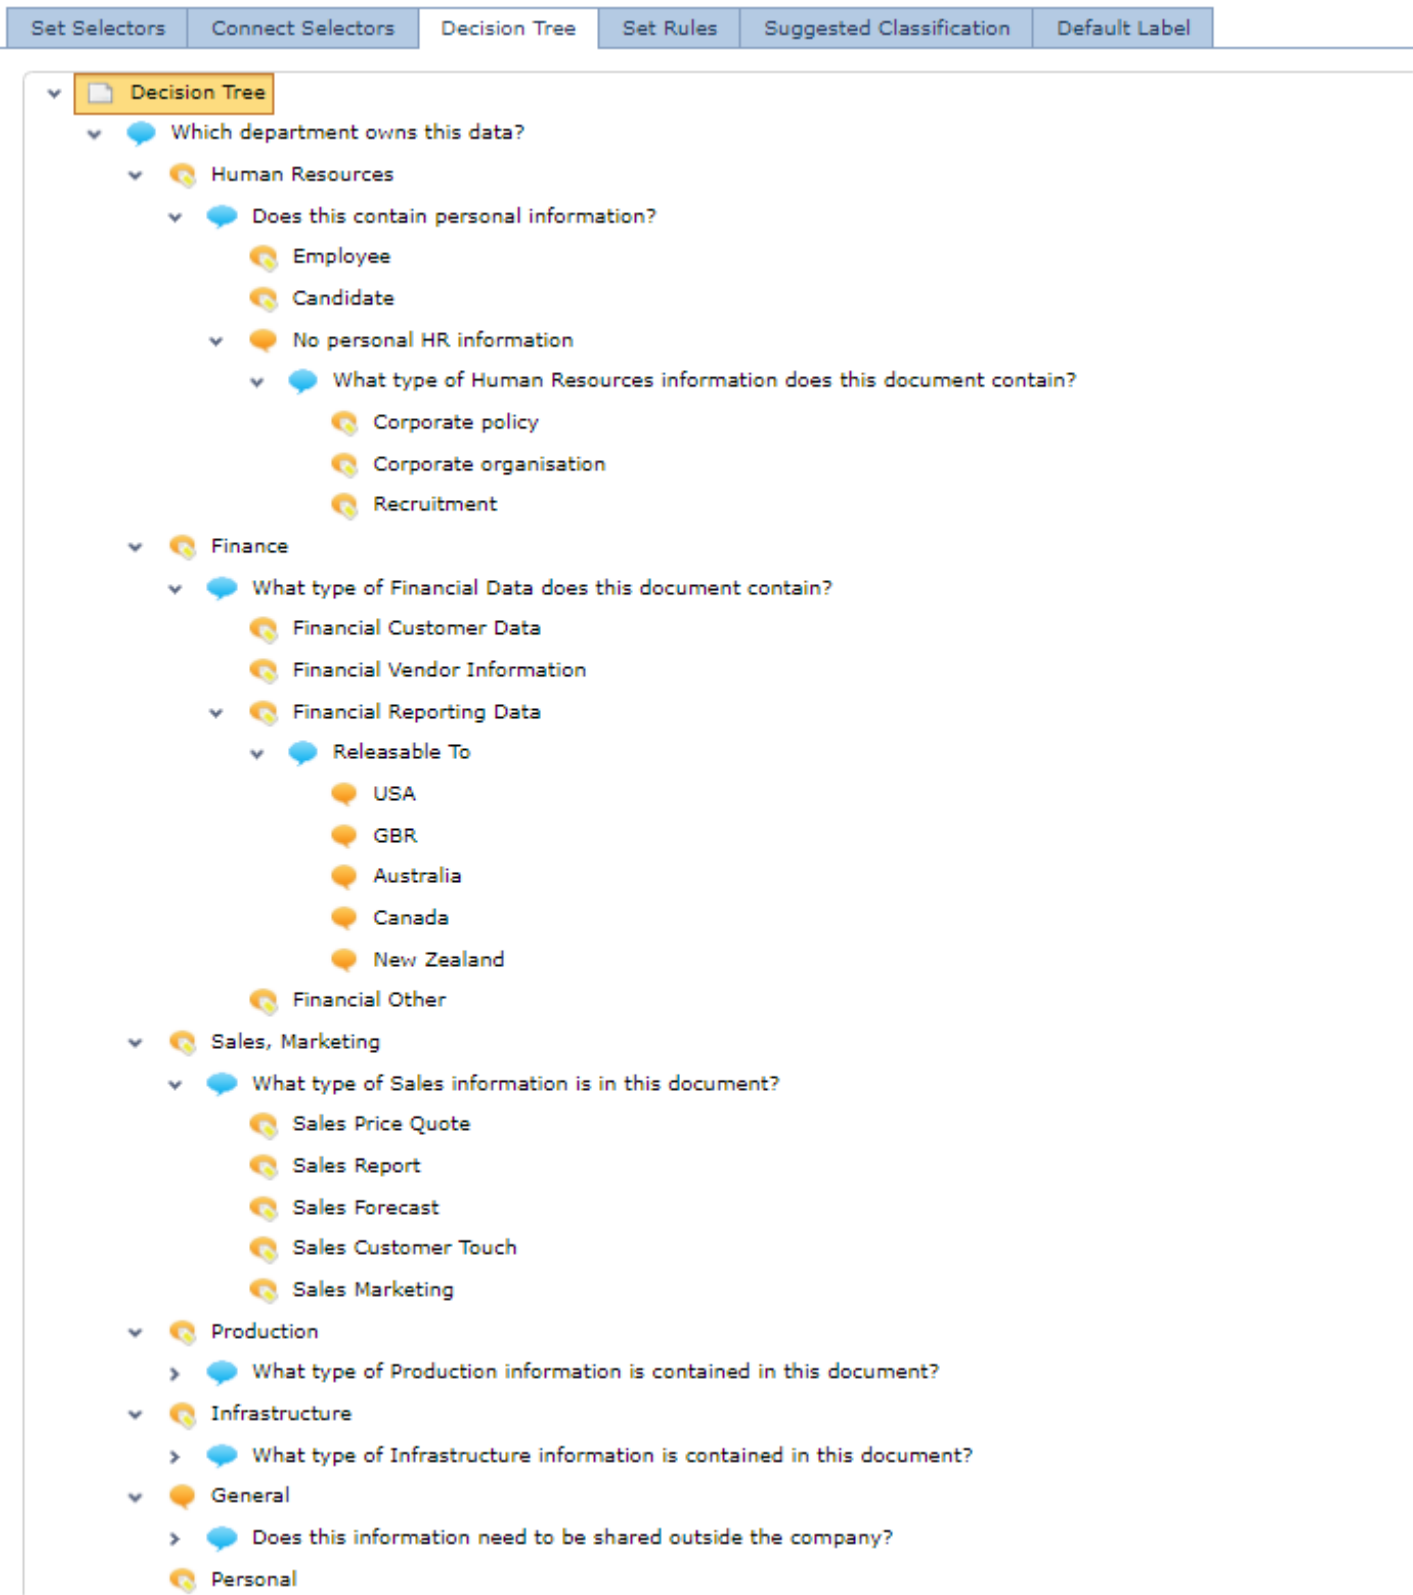 Set Selectors Connect Selectors Decision Tree Set Rules Suggested Classification Default Label
Decision Tree
Which department owns this data?
Human Resources
Does this contain personal information?
Employee
Candidate
No personal HR information
What type of Human Resources information does this document contain?
Corporate policy
Corporate organisation
Recruitment
Finance
What type of Financial Data does this document contain?
Financial Customer Data
Financial Vendor Information
Financial Reporting Data
Releasable To
USA
GBR
Australia
Canada
New Zealand
Financial Other
Sales, Marketing
What type of Sales information is in this document?
Sales Price Quote
Sales Report
Sales Forecast
Sales Customer Touch
Sales Marketing
Production
What type of Production information is contained in this document?
Infrastructure
What type of Infrastructure information is contained in this document?
General
Does this information need to be shared outside the company?
Personal